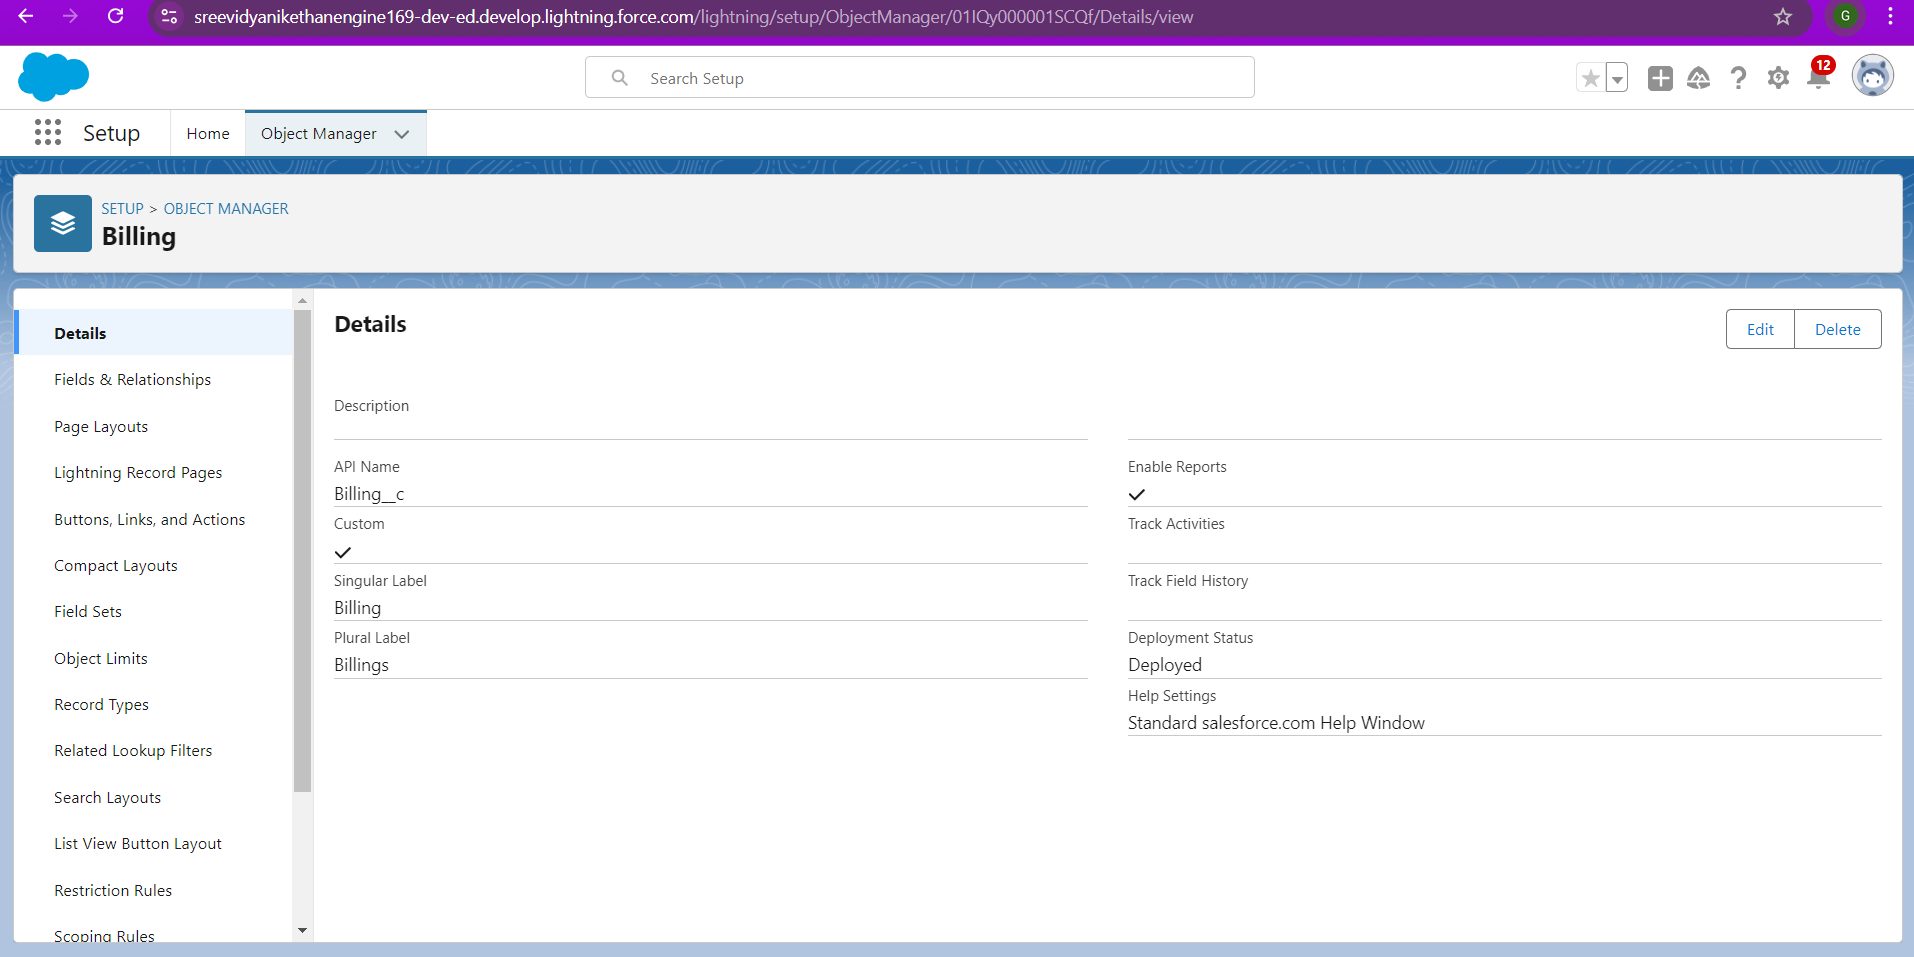 sreevidyanikethanengine169-dev-ed.develop.lightning.force.com/lightning/setup/ObjectManager/01IQy000001SCQf/Details/view
G
Search Setup
12
Setup
Home
Object Manager
SETUP > OBJECT MANAGER
Billing
Details
Fields & Relationships
Page Layouts
Lightning Record Pages
Buttons, Links, and Actions
Compact Layouts
Field Sets
Object Limits
Record Types
Related Lookup Filters
Search Layouts
List View Button Layout
Restriction Rules
Scoping Rules
Details
Edit
Delete
Description
API Name
Billing__c
Custom
Singular Label
Billing
Plural Label
Billings
Enable Reports
Track Activities
Track Field History
Deployment Status
Deployed
Help Settings
Standard salesforce.com Help Window